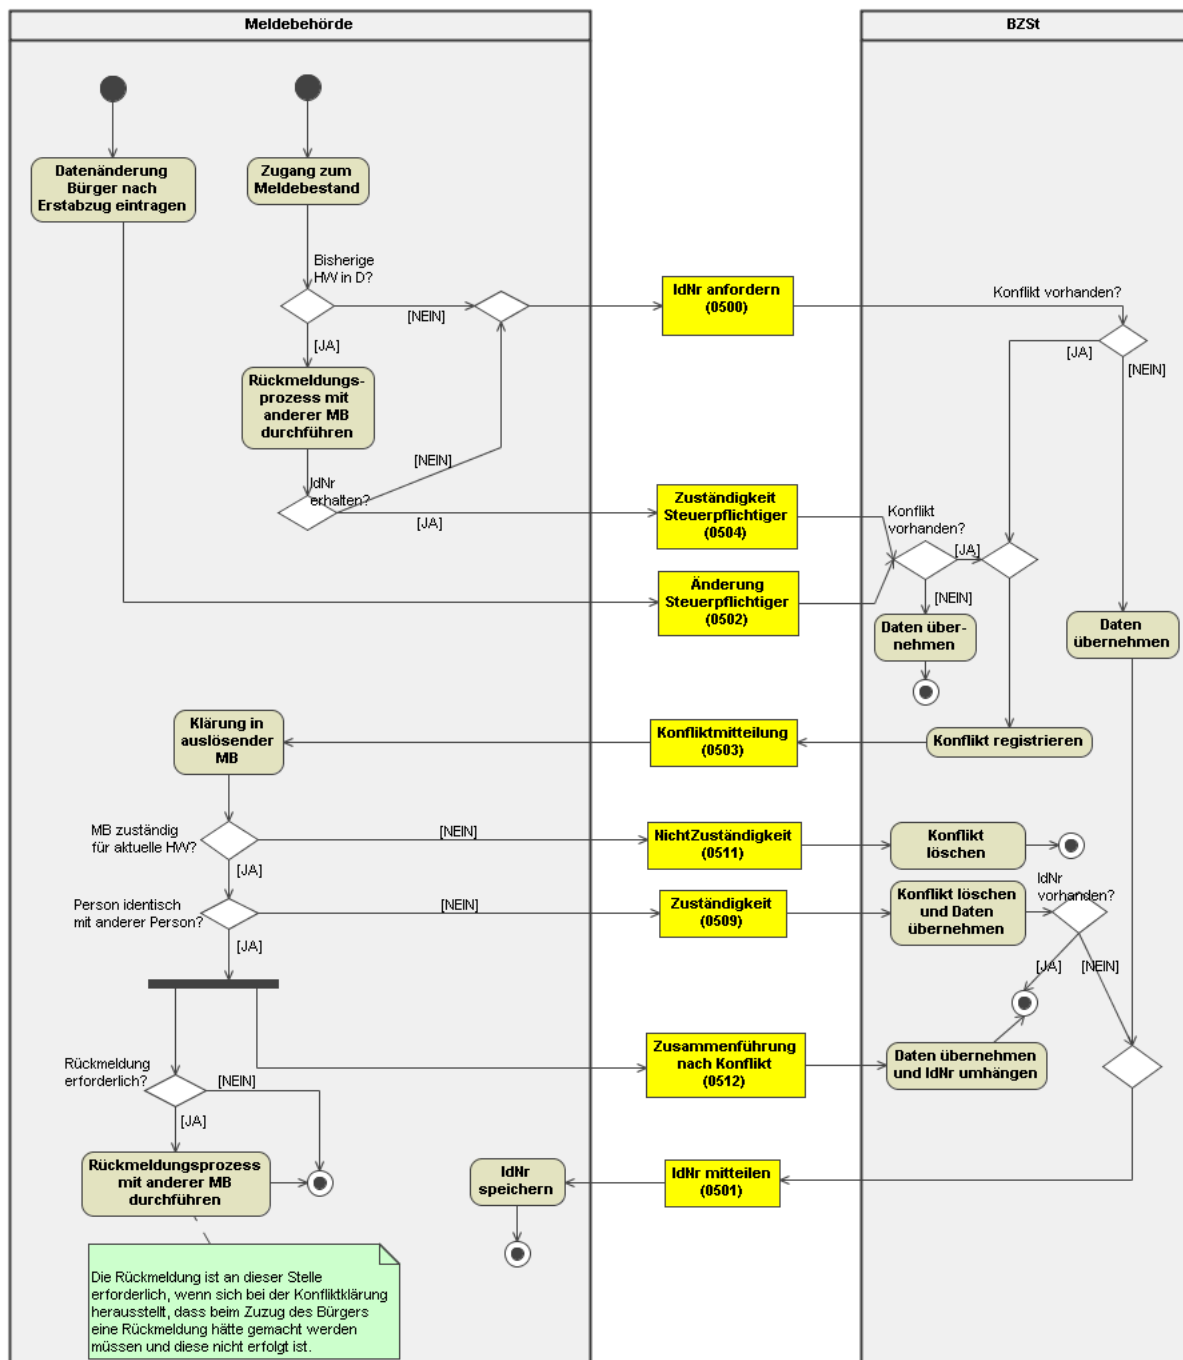 Meldebehörde
BZSt
Datenänderung
Bürger nach
Erstabzug eintragen
Zugang zum
Meldebestand
Bisherige
HW in D?
[NEIN]
[JA]
IdNr anfordern
(0500)
Konflikt vorhanden?
[JA]
[NEIN]
Rückmeldungs-
prozess mit
anderer MB
durchführen
[NEIN]
IdNr
erhalten?
[JA]
Zuständigkeit
Steuerpflichtiger
(0504)
Konflikt
vorhanden?
[JA]
[NEIN]
Änderung
Steuerpflichtiger
(0502)
Daten über-
nehmen
Daten
übernehmen
Klärung in
auslösender
MB
Konfliktmitteilung
(0503)
Konflikt registrieren
MB zuständig
für aktuelle HW?
[NEIN]
[JA]
NichtZuständigkeit
(0511)
Konflikt
löschen
Person identisch
mit anderer Person?
[NEIN]
[JA]
Zuständigkeit
(0509)
Konflikt löschen
und Daten
übernehmen
IdNr
vorhanden?
[JA]
[NEIN]
Rückmeldung
erforderlich?
[NEIN]
[JA]
Zusammenführung
nach Konflikt
(0512)
Daten übernehmen
und IdNr umhängen
Rückmeldungsprozess
mit anderer MB
durchführen
IdNr
speichern
IdNr mitteilen
(0501)
Die Rückmeldung ist an dieser Stelle
erforderlich, wenn sich bei der Konfliktklärung
herausstellt, dass beim Zuzug des Bürgers
eine Rückmeldung hätte gemacht werden
müssen und diese nicht erfolgt ist.